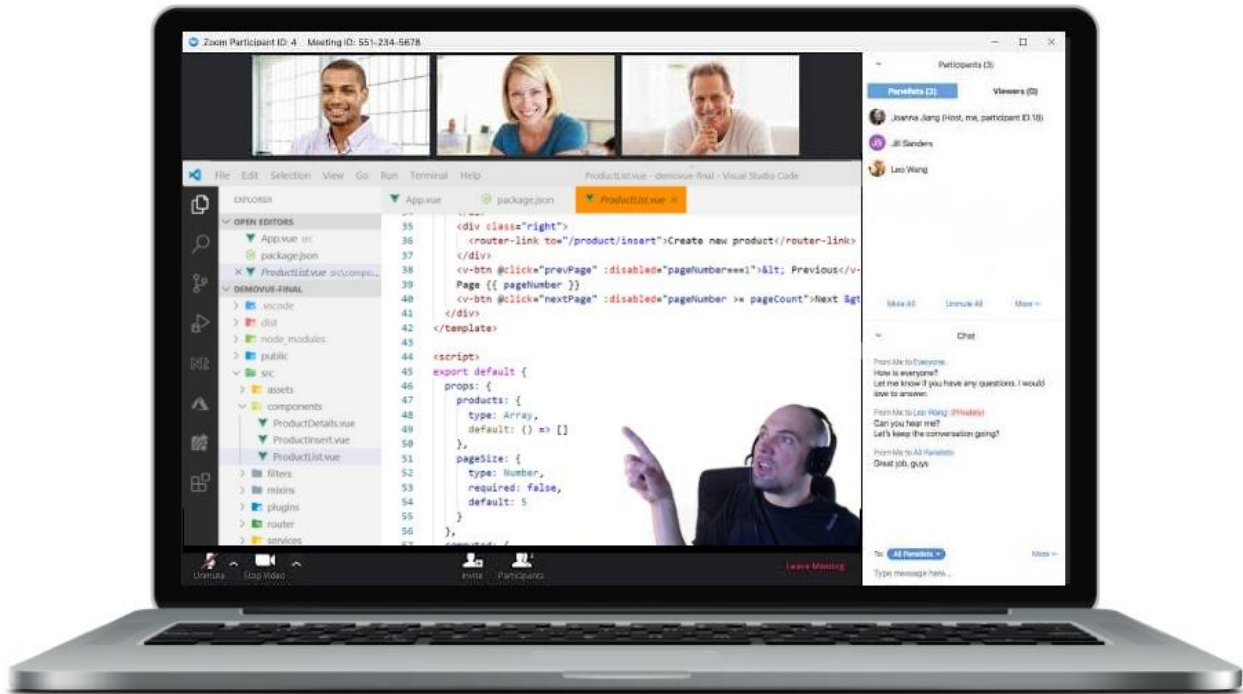 Zoom Participant ID: 4 Meeting ID: 551-234-5678
Participants (3)
Panelists (3) Viewers (0)
Joanna Jiang (Host, me, participant ID:18)
JS Jill Sanders
Leo Wang
Mute All Unmute All More
Chat
From Me to Everyone:
How is everyone?
Let me know if you have any questions. I would
love to answer.
From Me to Leo Wang: (Privately)
Can you hear me?
Let's keep the conversation going?
From Me to All Panelists:
Great job, guys
To: All Panelists More
Type message here...
File Edit Selection View Go Run Terminal Help ProductList.vue - demovue-final - Visual Studio Code
EXPLORER
OPEN EDITORS
App.vue src
package.json
× ProductList.vue src\compo...
DEMOVUE-FINAL
> .vscode
> dist
> node_modules
> public
src
> assets
components
ProductDetails.vue
ProductInsert.vue
ProductList.vue
> filters
> mixins
> plugins
> router
> services
App.vue package.json ProductList.vue ×
34 </div>
35 <div class="right">
36 <router-link to="/product/insert">Create new product</router-link>
37 </div>
38 <v-btn @click="prevPage" :disabled="pageNumber===1">&lt; Previous</v-
39 Page {{ pageNumber }}
40 <v-btn @click="nextPage" :disabled="pageNumber >= pageCount">Next &gt
41 </div>
42 </template>
43
44 <script>
45 export default {
46 props: {
47 products: {
48 type: Array,
49 default: () => []
50 },
51 pageSize: {
52 type: Number,
53 required: false,
54 default: 5
55 }
56 },
57 computed: {
Unmute Stop Video Invite Participants Leave Meeting